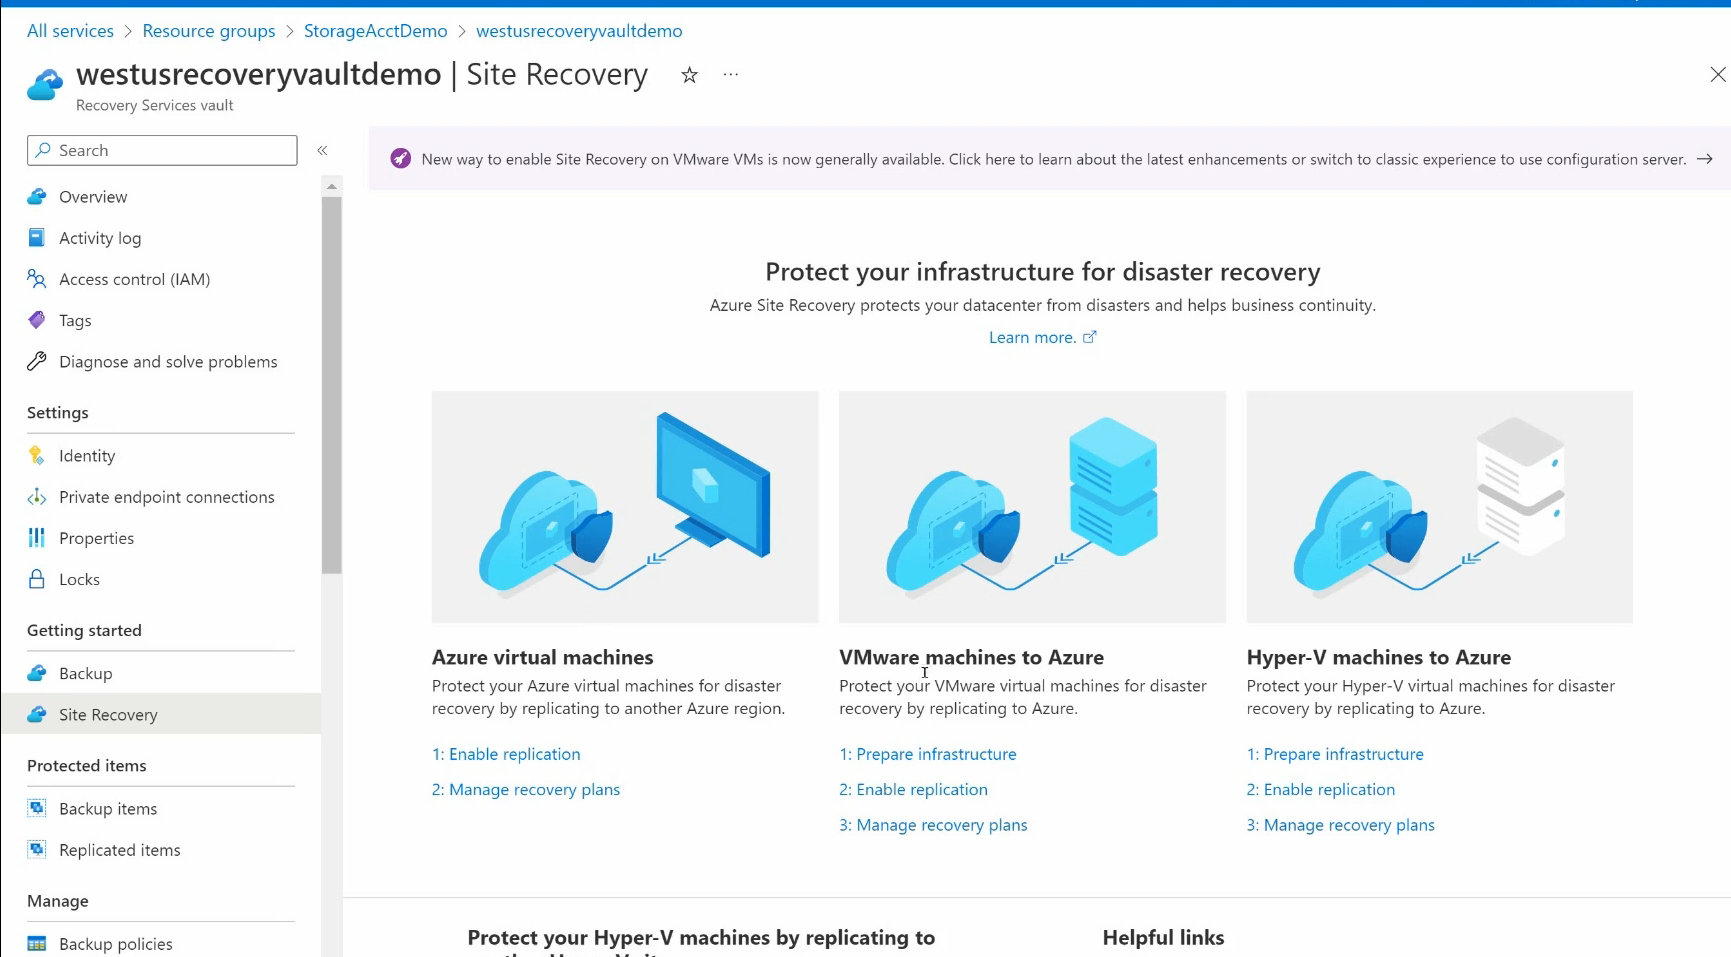 All services > Resource groups > StorageAcctDemo > westusrecoveryvaultdemo
westusrecoveryvaultdemo | Site Recovery
Recovery Services vault
Search
Overview
Activity log
Access control (IAM)
Tags
Diagnose and solve problems
Settings
Identity
Private endpoint connections
Properties
Locks
Getting started
Backup
Site Recovery
Protected items
Backup items
Replicated items
Manage
Backup policies
New way to enable Site Recovery on VMware VMs is now generally available. Click here to learn about the latest enhancements or switch to classic experience to use configuration server. →
Protect your infrastructure for disaster recovery
Azure Site Recovery protects your datacenter from disasters and helps business continuity.
Learn more.
Azure virtual machines
Protect your Azure virtual machines for disaster
recovery by replicating to another Azure region.
1: Enable replication
2: Manage recovery plans
VMware machines to Azure
Protect your VMware virtual machines for disaster
recovery by replicating to Azure.
1: Prepare infrastructure
2: Enable replication
3: Manage recovery plans
Hyper-V machines to Azure
Protect your Hyper-V virtual machines for disaster
recovery by replicating to Azure.
1: Prepare infrastructure
2: Enable replication
3: Manage recovery plans
Protect your Hyper-V machines by replicating to
Helpful links